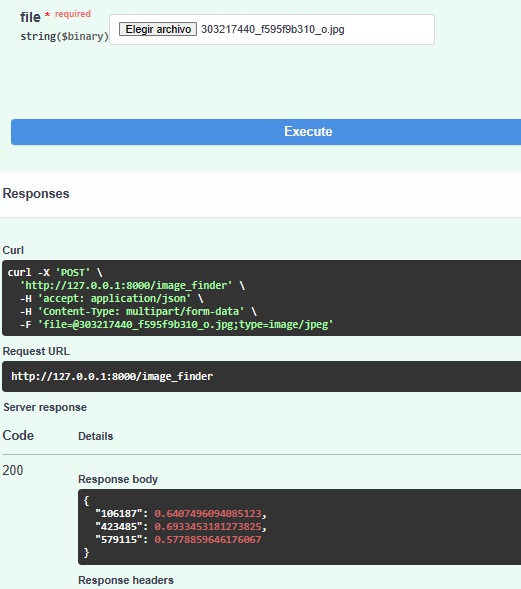 file * required
string($binary)
Elegir archivo 303217440_f595f9b310_o.jpg
Execute
Responses
Curl
curl -X 'POST' \
'http://127.0.0.1:8000/image_finder' \
-H 'accept: application/json' \
-H 'Content-Type: multipart/form-data' \
-F 'file=@303217440_f595f9b310_o.jpg;type=image/jpeg'
Request URL
http://127.0.0.1:8000/image_finder
Server response
Code Details
200
Response body
{
"106187": 0.6407496094085123,
"423485": 0.6933453181273825,
"579115": 0.5778859646176067
}
Response headers